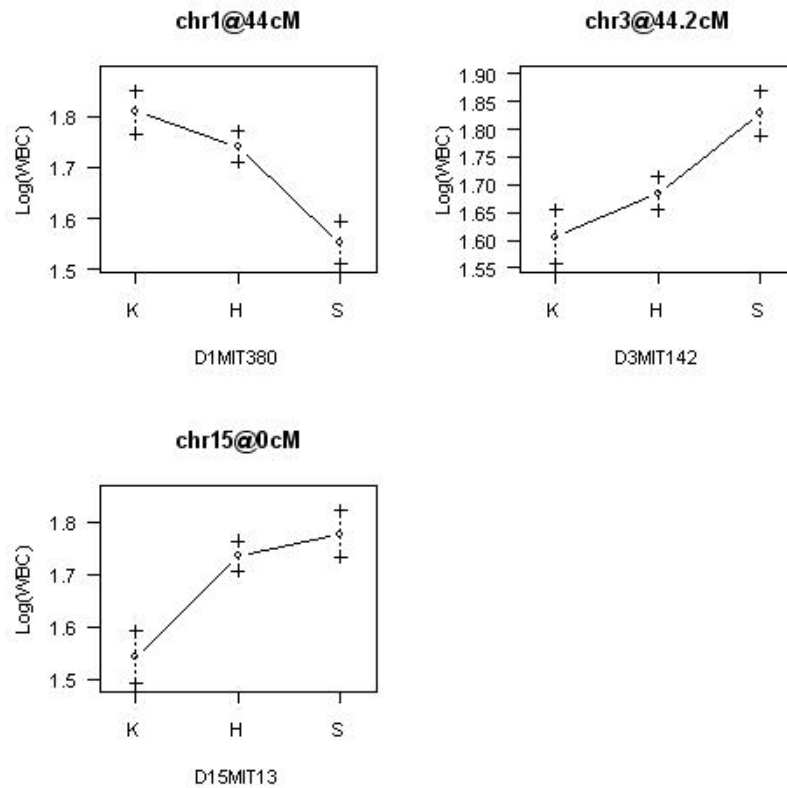 chr1@44cM
Log(WBC)
1.8
1.7
1.6
1.5
K H S
D1MIT380
chr3@44.2cM
Log(WBC)
1.90
1.85
1.80
1.75
1.70
1.65
1.60
1.55
K H S
D3MIT142
chr15@0cM
Log(WBC)
1.8
1.7
1.6
1.5
K H S
D15MIT13